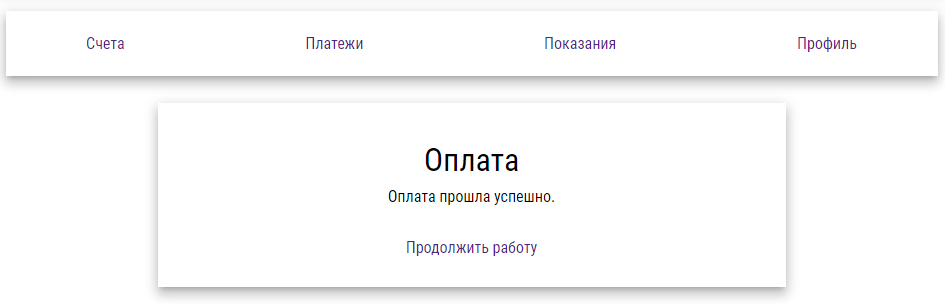 Счета Платежи Показания Профиль
Оплата
Оплата прошла успешно.
Продолжить работу